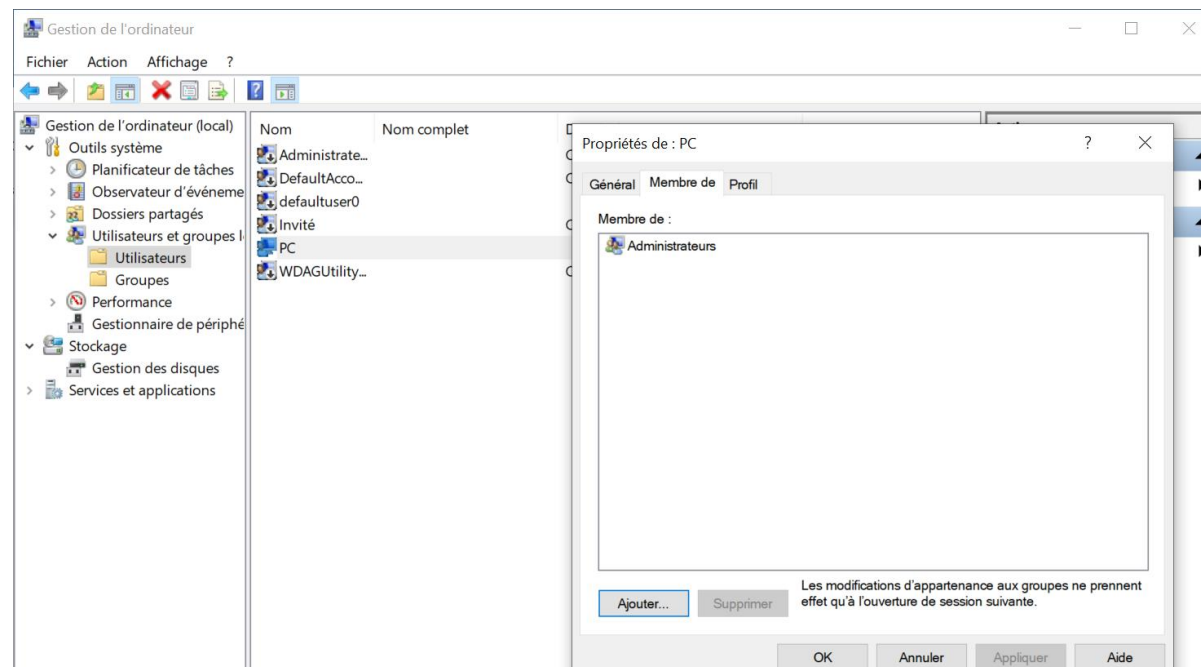 Gestion de l'ordinateur
Fichier Action Affichage ?
Gestion de l'ordinateur (local)
Outils système
Planificateur de tâches
Observateur d'événeme
Dossiers partagés
Utilisateurs et groupes l
Utilisateurs
Groupes
Performance
Gestionnaire de périphé
Stockage
Gestion des disques
Services et applications
Nom Nom complet
Administrate...
DefaultAcco...
defaultuser0
Invité
PC
WDAGUtility...
Propriétés de : PC ?
Général Membre de Profil
Membre de :
Administrateurs
Ajouter... Supprimer
Les modifications d'appartenance aux groupes ne prennent
effet qu'à l'ouverture de session suivante.
OK Annuler Appliquer Aide